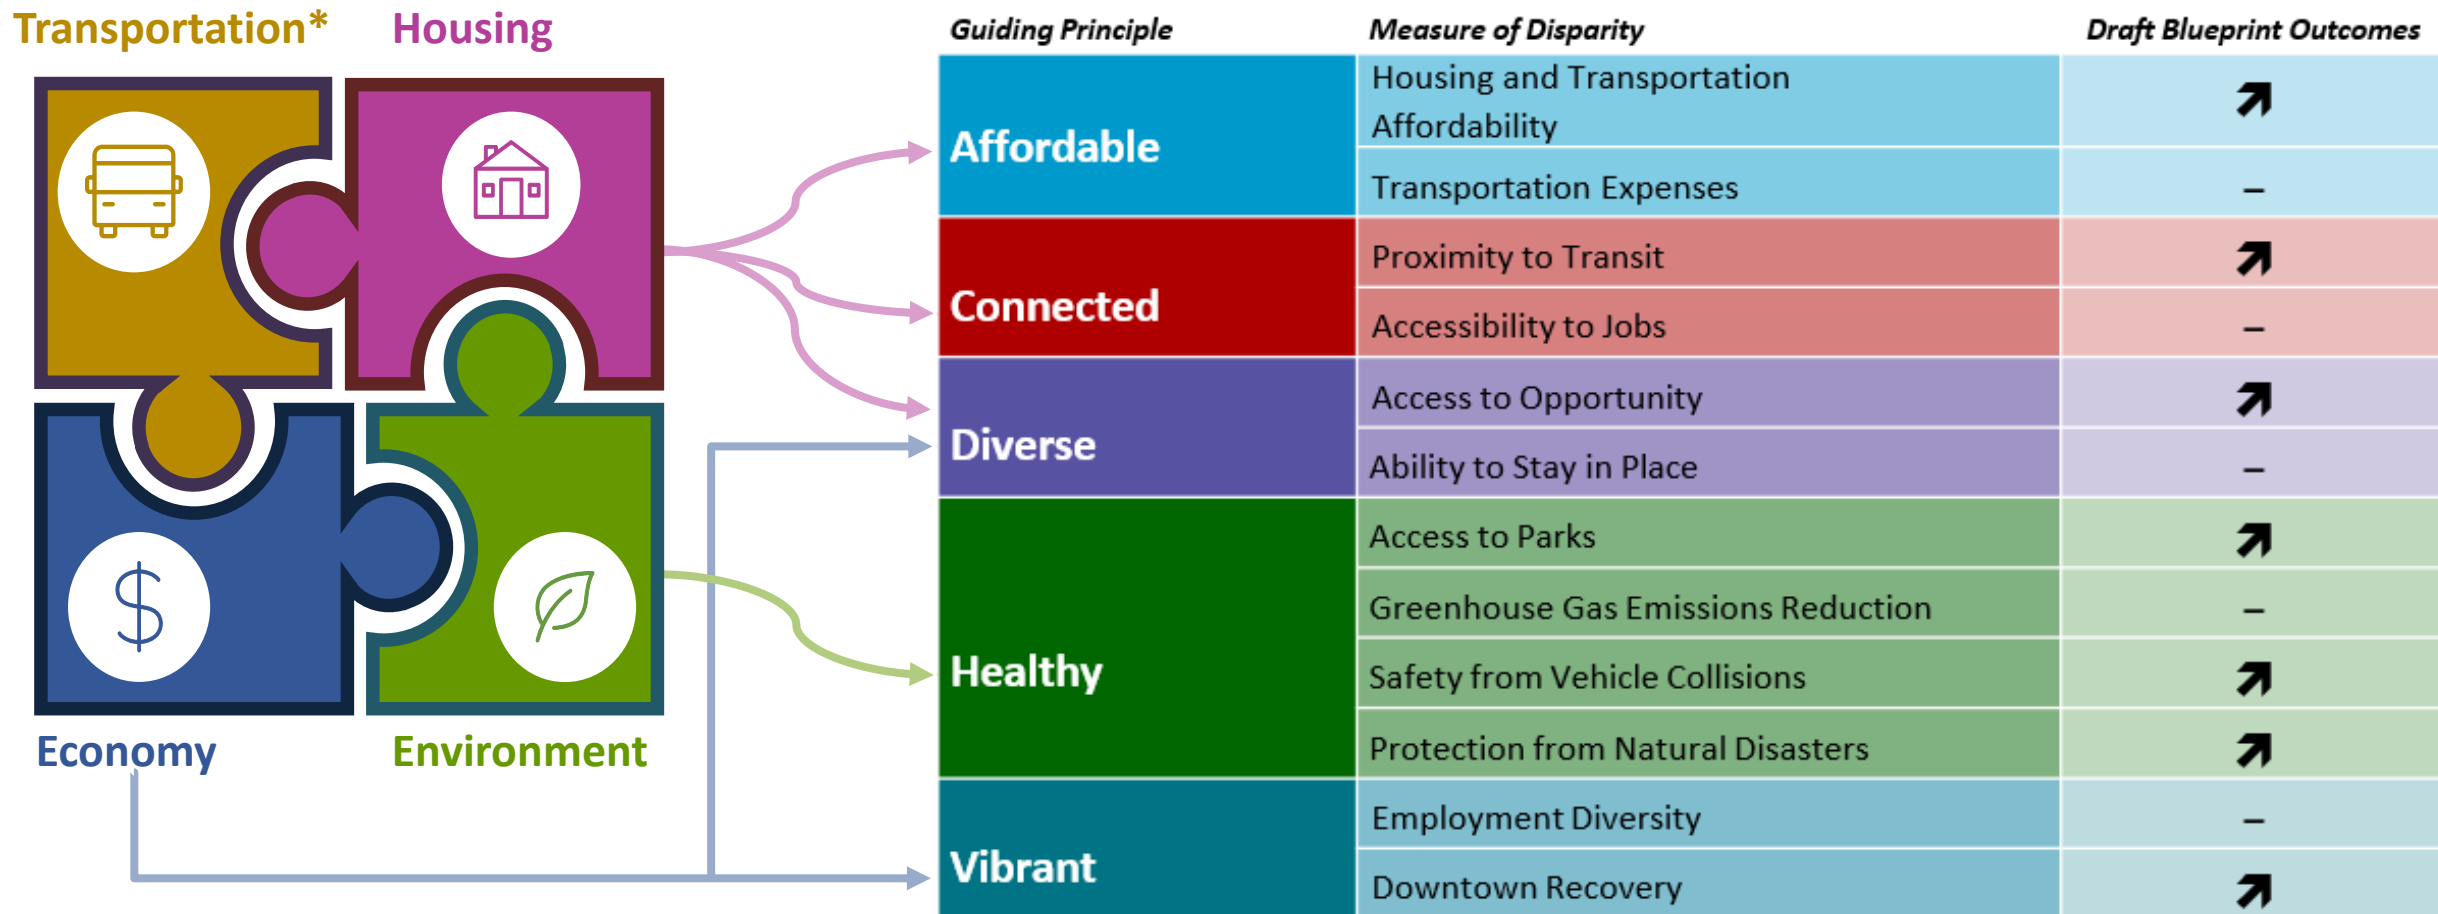 Transportation*
Housing
Economy
Environment
$
Guiding Principle
Measure of Disparity
Draft Blueprint Outcomes
Affordable
Housing and Transportation
Affordability
Transportation Expenses
–
Connected
Proximity to Transit
Accessibility to Jobs
–
Diverse
Access to Opportunity
Ability to Stay in Place
–
Healthy
Access to Parks
Greenhouse Gas Emissions Reduction
–
Safety from Vehicle Collisions
Protection from Natural Disasters
Vibrant
Employment Diversity
–
Downtown Recovery